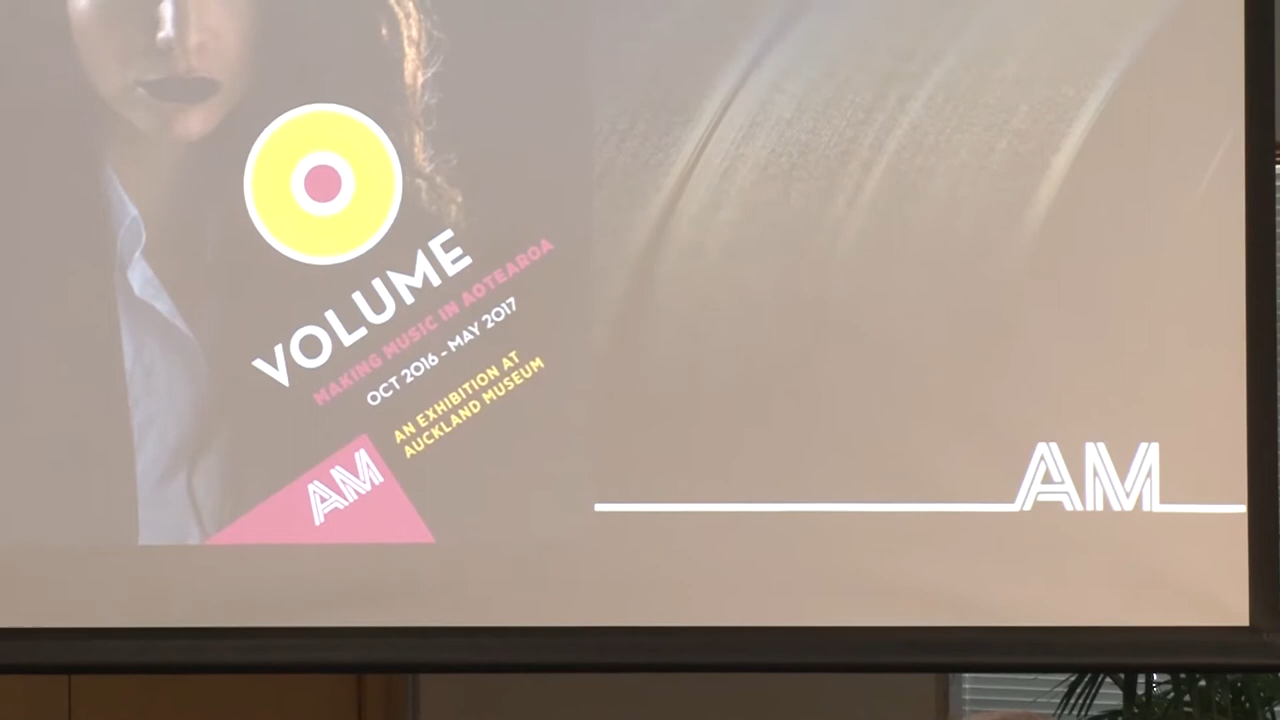 VOLUME
MAKING MUSIC IN AOTEAROA
OCT 2016 - MAY 2017
AN EXHIBITION AT
AUCKLAND MUSEUM
AM
AM